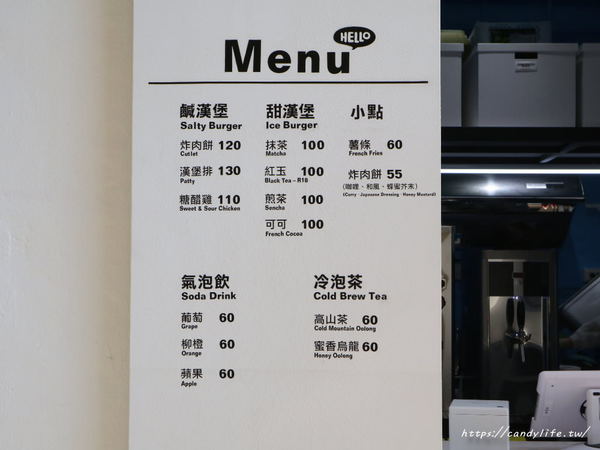 HELLO
Menu
鹹漢堡
Salty Burger
炸肉餅 120
Cutlet
漢堡排 130
Patty
糖醋雞 110
Sweet & Sour Chicken
甜漢堡
Ice Burger
抹茶 100
Matcha
紅玉 100
Black Tea – R18
煎茶 100
Sencha
可可 100
French Cocoa
小點
薯條 60
French Fries
炸肉餅 55
(咖哩、和風、蜂蜜芥末)
(Curry · Japanese Dressing · Honey Mustard)
氣泡飲
Soda Drink
葡萄 60
Grape
柳橙 60
Orange
蘋果 60
Apple
冷泡茶
Cold Brew Tea
高山茶 60
Cold Mountain Oolong
蜜香烏龍 60
Honey Oolong
https://candylife.tw/